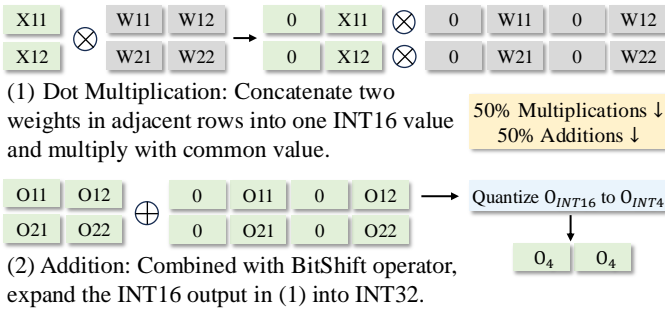 X11 ⊗ W11 W12 → 0 X11 ⊗ 0 W11 0 W12
X12 W21 W22 0 X12 ⊗ 0 W21 0 W22
(1) Dot Multiplication: Concatenate two
weights in adjacent rows into one INT16 value
and multiply with common value.
50% Multiplications ↓
50% Additions ↓
O11 O12 ⊕ 0 O11 0 O12 →
O21 O22 0 O21 0 O22
Quantize O_INT16 to O_INT4
O₄ O₄
(2) Addition: Combined with BitShift operator,
expand the INT16 output in (1) into INT32.